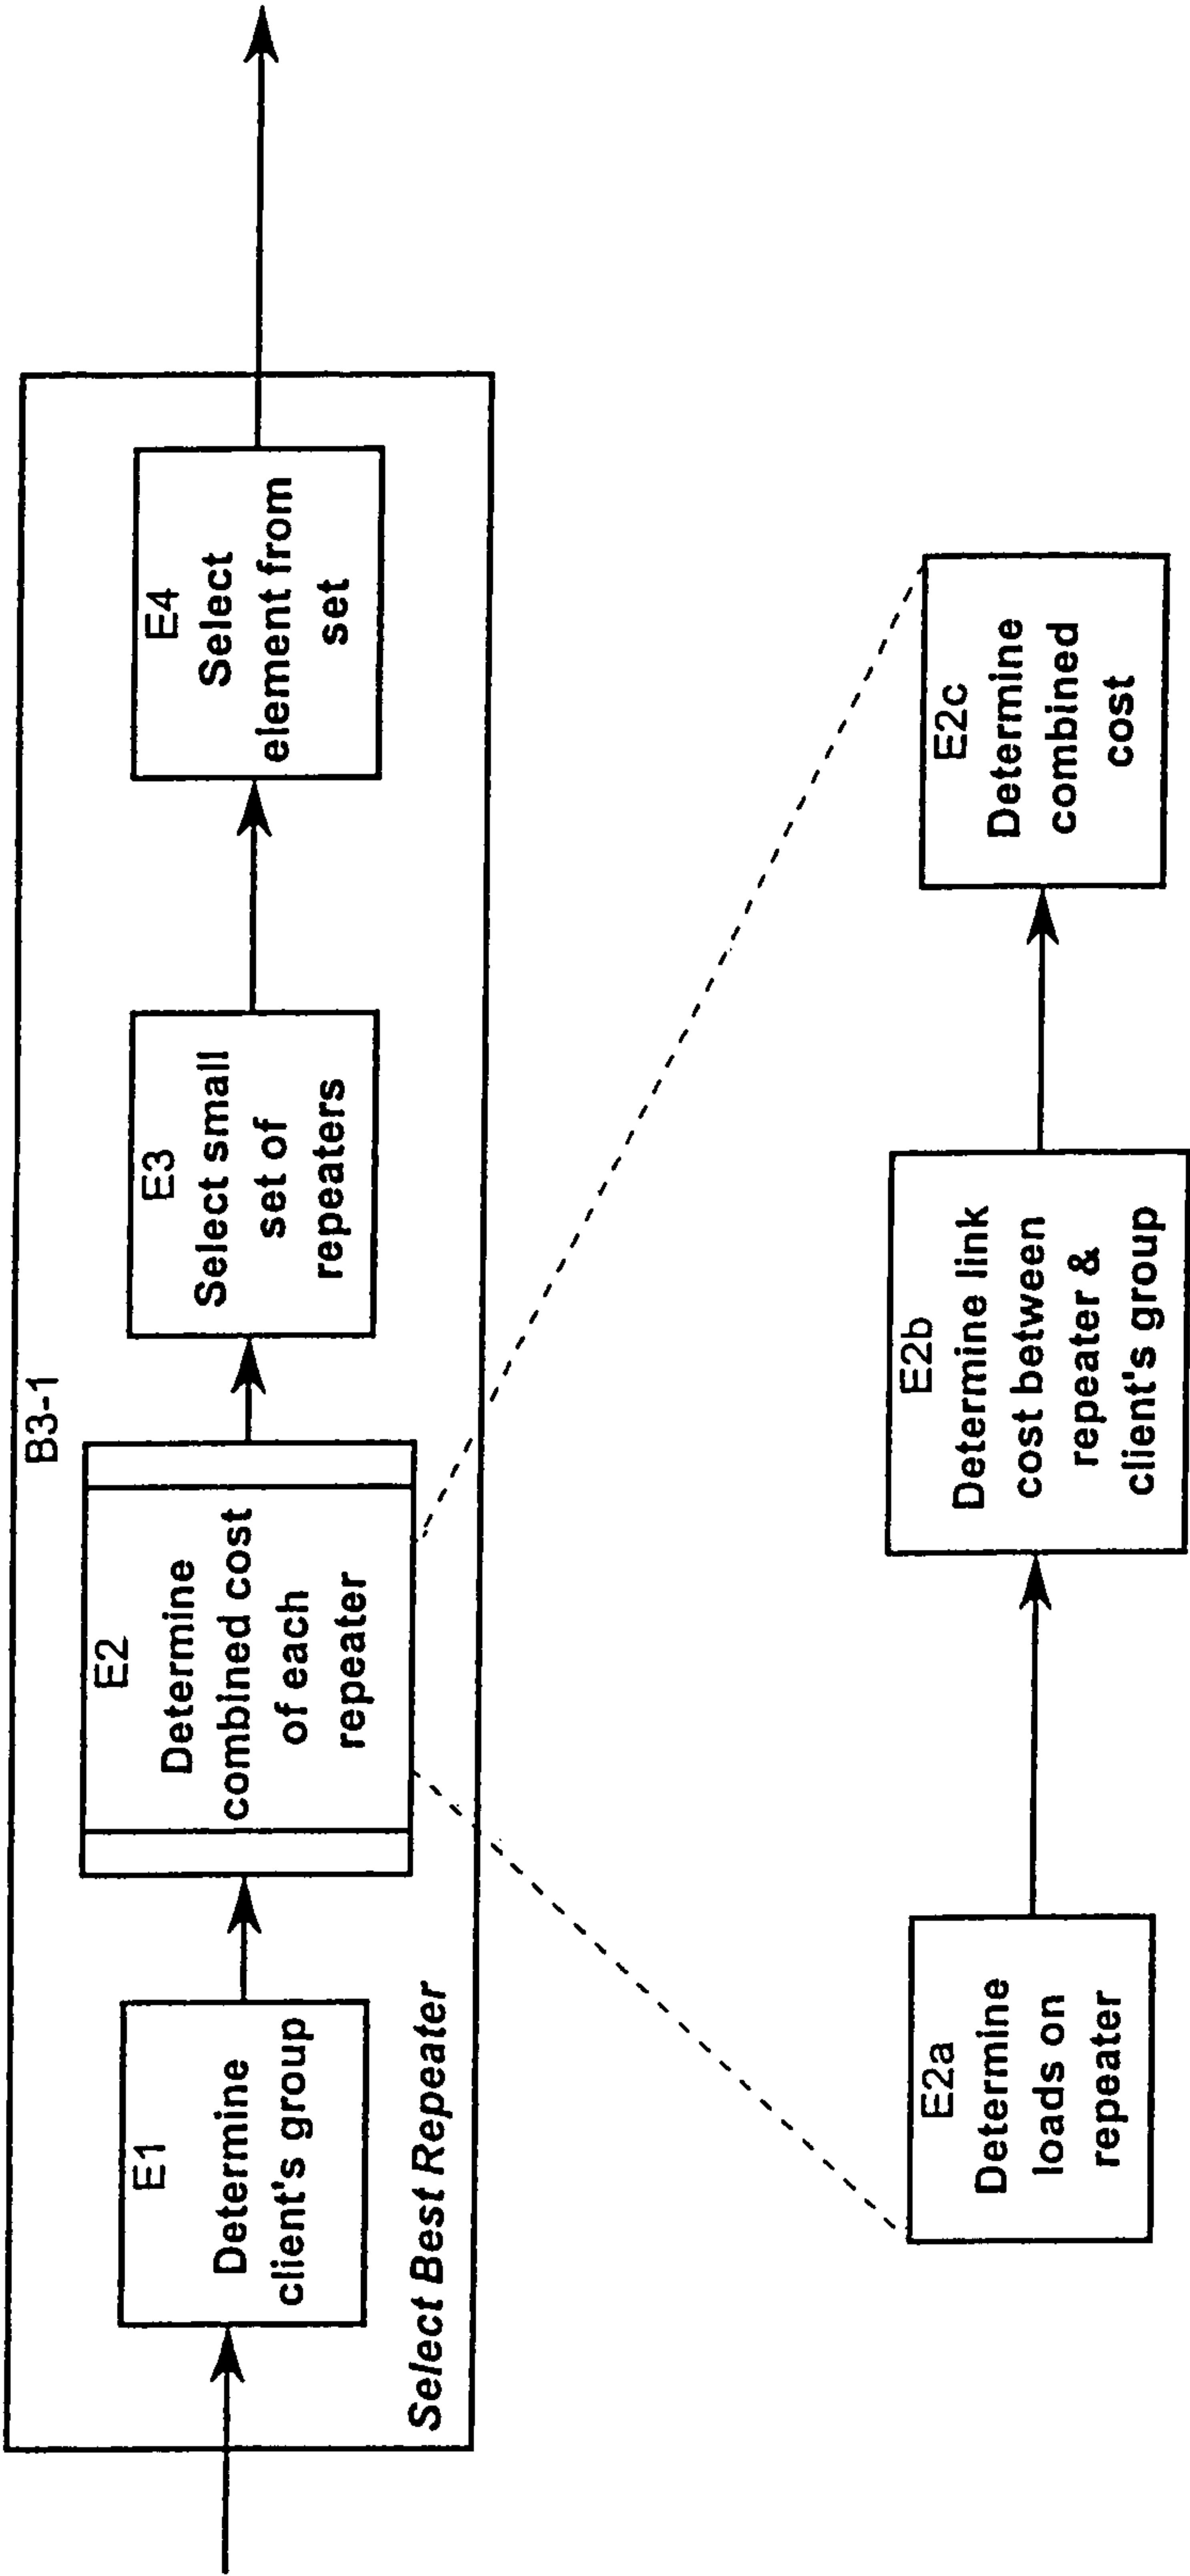 B3-1
E1
Determine
client's group
E2
Determine
combined cost
of each
repeater
E3
Select small
set of
repeaters
E4
Select
element from
set
Select Best Repeater
E2a
Determine
loads on
repeater
E2b
Determine link
cost between
repeater &
client's group
E2c
Determine
combined
cost